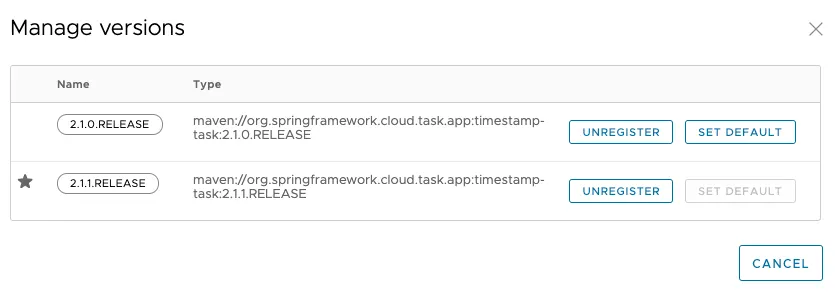 Manage versions
Name Type
2.1.0.RELEASE maven://org.springframework.cloud.task.app:timestamp-
task:2.1.0.RELEASE UNREGISTER SET DEFAULT
2.1.1.RELEASE maven://org.springframework.cloud.task.app:timestamp-
task:2.1.1.RELEASE UNREGISTER SET DEFAULT
CANCEL